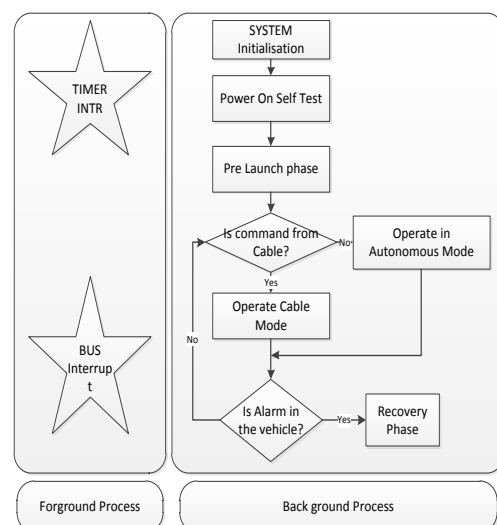 TIMER
INTR
BUS
Interrup
t
Forground Process
SYSTEM
Initialisation
Power On Self Test
Pre Launch phase
Is command from
Cable?
No
Operate in
Autonomous Mode
Yes
Operate Cable
Mode
No
Is Alarm in
the vehicle?
Yes
Recovery
Phase
Back ground Process